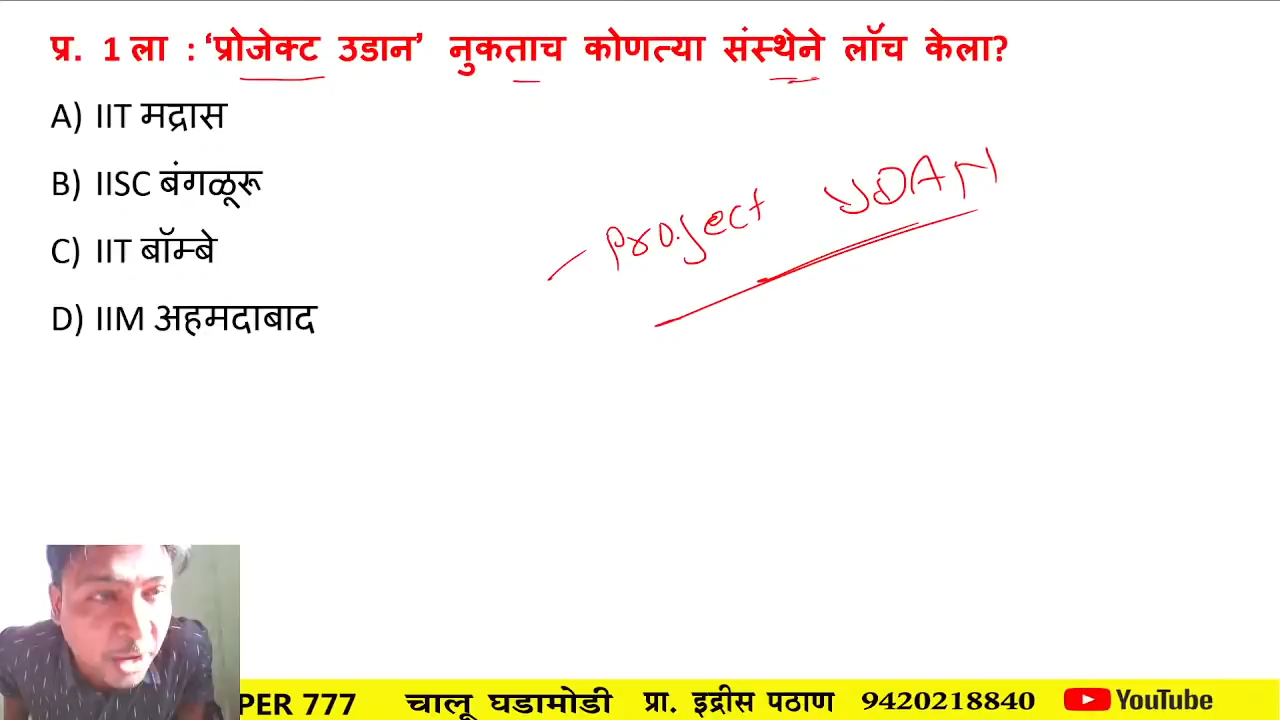 प्र. 1 ला : ‘प्रोजेक्ट उडान’ नुकताच कोणत्या संस्थेने लॉंच केला?
A) IIT मद्रास
B) IISC बंगळूरू
C) IIT बॉम्बे
D) IIM अहमदाबाद
- Project UDAN
PER 777 चालू घडामोडी प्रा. इद्रीस पठाण 9420218840 YouTube